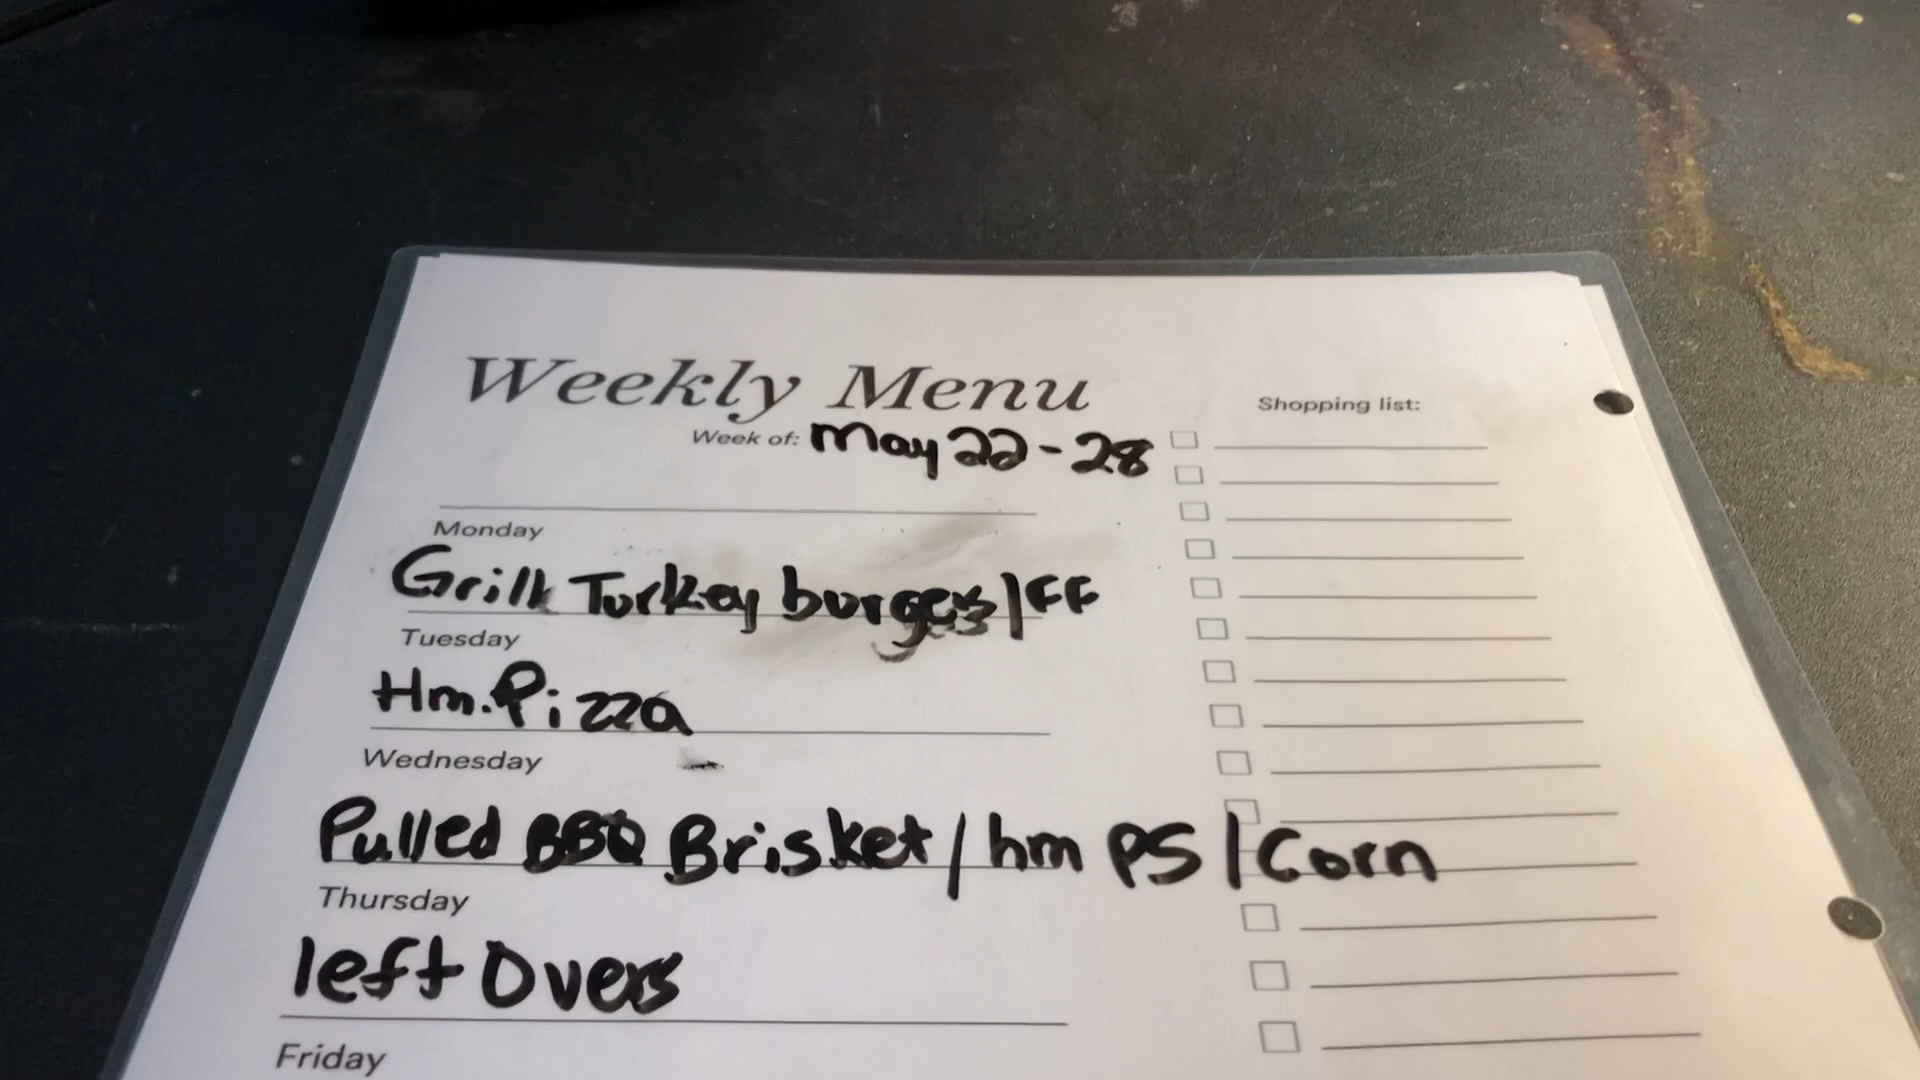 Weekly Menu
Shopping list:
Week of: May 22-28
Monday
Grill Turkey burgers/FF
Tuesday
Hm. Pizza
Wednesday
Pulled BBQ Brisket/hm PS/Corn
Thursday
left Overs
Friday